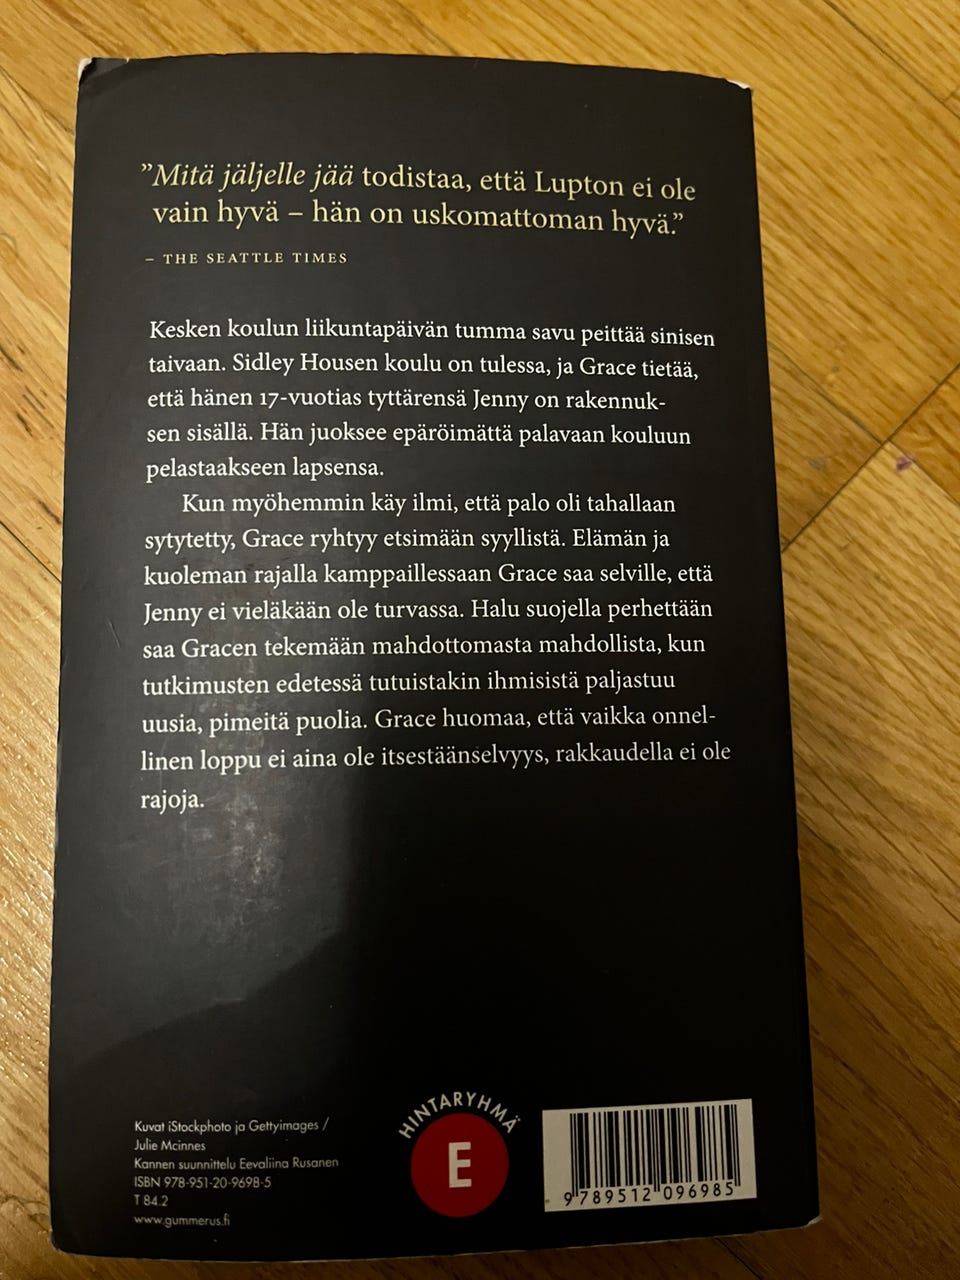 ”Mitä jäljelle jää todistaa, että Lupton ei ole
vain hyvä – hän on uskomattoman hyvä.”
– THE SEATTLE TIMES
Kesken koulun liikuntapäivän tumma savu peittää sinisen
taivaan. Sidley Housen koulu on tulessa, ja Grace tietää,
että hänen 17-vuotias tyttärensä Jenny on rakennuk-
sen sisällä. Hän juoksee epäröimättä palavaan kouluun
pelastaakseen lapsensa.
Kun myöhemmin käy ilmi, että palo oli tahallaan
sytytetty, Grace ryhtyy etsimään syyllistä. Elämän ja
kuoleman rajalla kamppaillessaan Grace saa selville, että
Jenny ei vieläkään ole turvassa. Halu suojella perhettään
saa Gracen tekemään mahdottomasta mahdollista, kun
tutkimusten edetessä tutuistakin ihmisistä paljastuu
uusia, pimeitä puolia. Grace huomaa, että vaikka onnel-
linen loppu ei aina ole itsestäänselvyys, rakkaudella ei ole
rajoja.
Kuvat iStockphoto ja Gettyimages /
Julie Mcinnes
Kannen suunnittelu Eevaliina Rusanen
ISBN 978-951-20-9698-5
T 84.2
www.gummerus.fi
HINTARYHMÄ
E
9 789512 096985